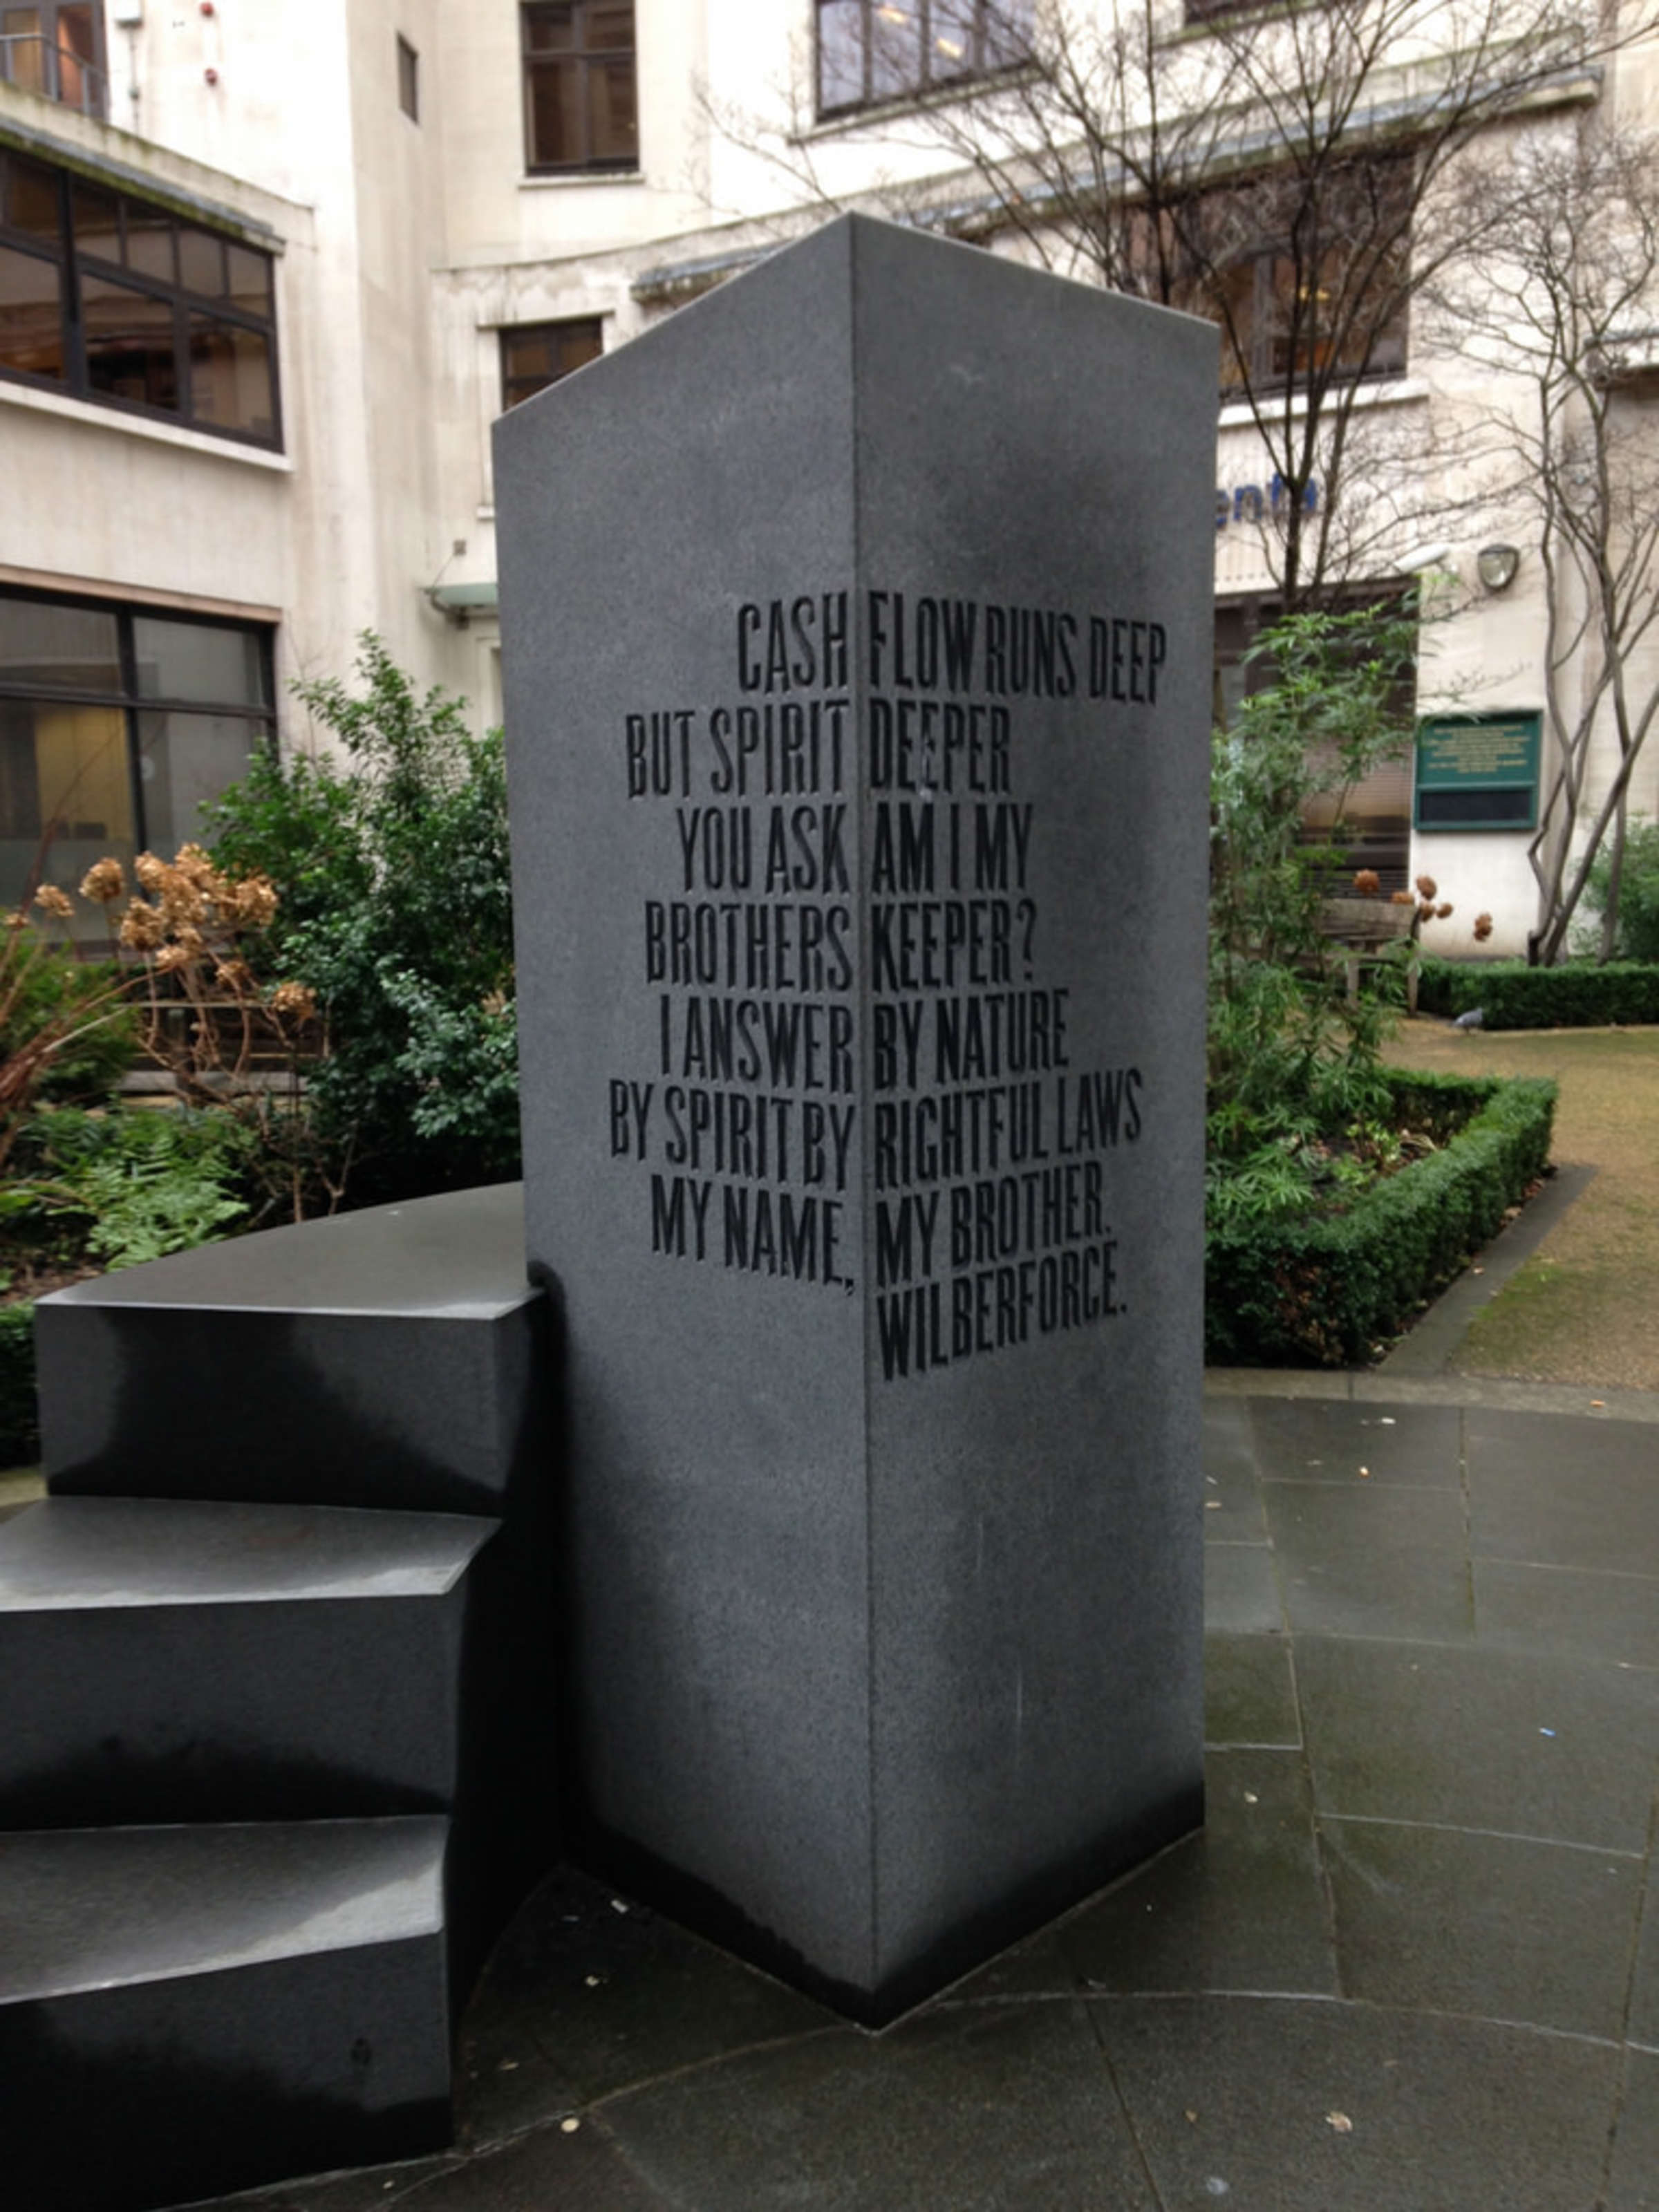 CASH FLOW RUNS DEEP
BUT SPIRIT DEEPER
YOU ASK AM I MY
BROTHERS KEEPER?
I ANSWER BY NATURE
BY SPIRIT BY RIGHTFUL LAWS
MY NAME, MY BROTHER.
WILBERFORCE.